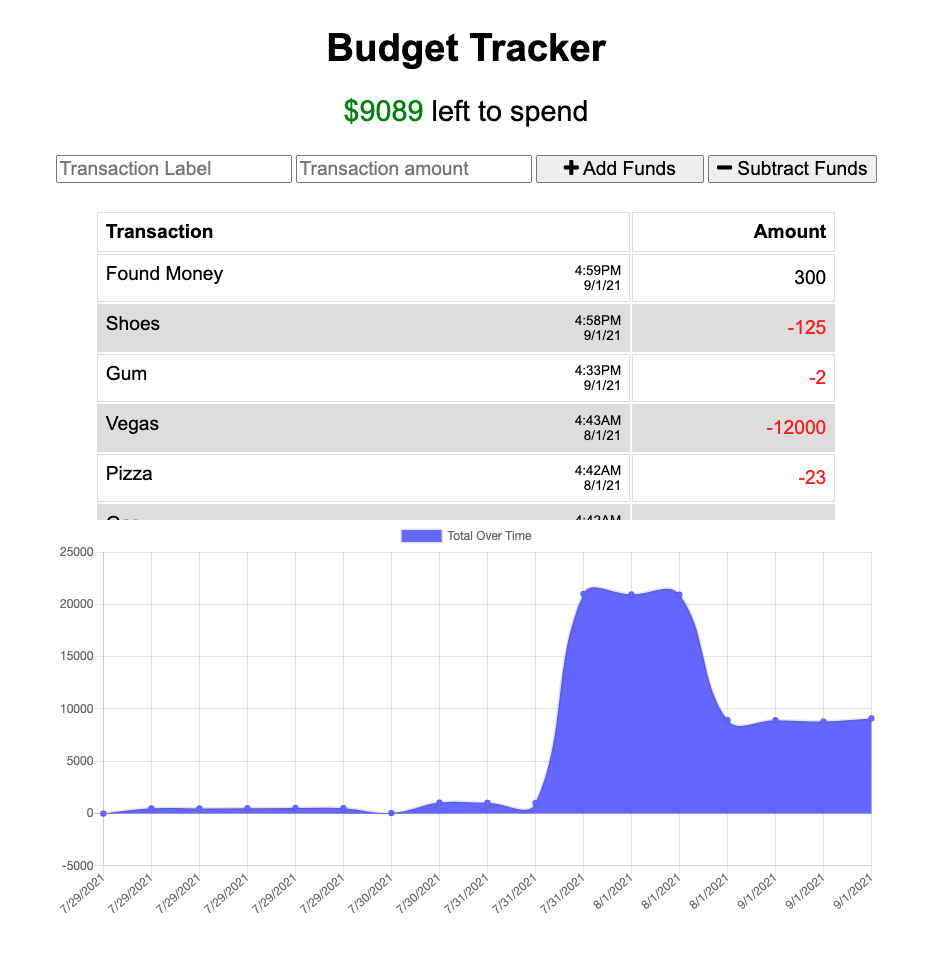 Budget Tracker
$9089 left to spend
Transaction Label Transaction amount Add Funds Subtract Funds
Transaction Amount
Found Money 4:59PM 300
9/1/21
Shoes 4:58PM -125
9/1/21
Gum 4:33PM -2
9/1/21
Vegas 4:43AM -12000
8/1/21
Pizza 4:42AM -23
8/1/21
4:42AM
Total Over Time
25000
20000
15000
10000
5000
0
-5000
7/29/2021 7/29/2021 7/29/2021 7/29/2021 7/29/2021 7/29/2021 7/30/2021 7/30/2021 7/31/2021 7/31/2021 7/31/2021 8/1/2021 8/1/2021 8/1/2021 9/1/2021 9/1/2021 9/1/2021